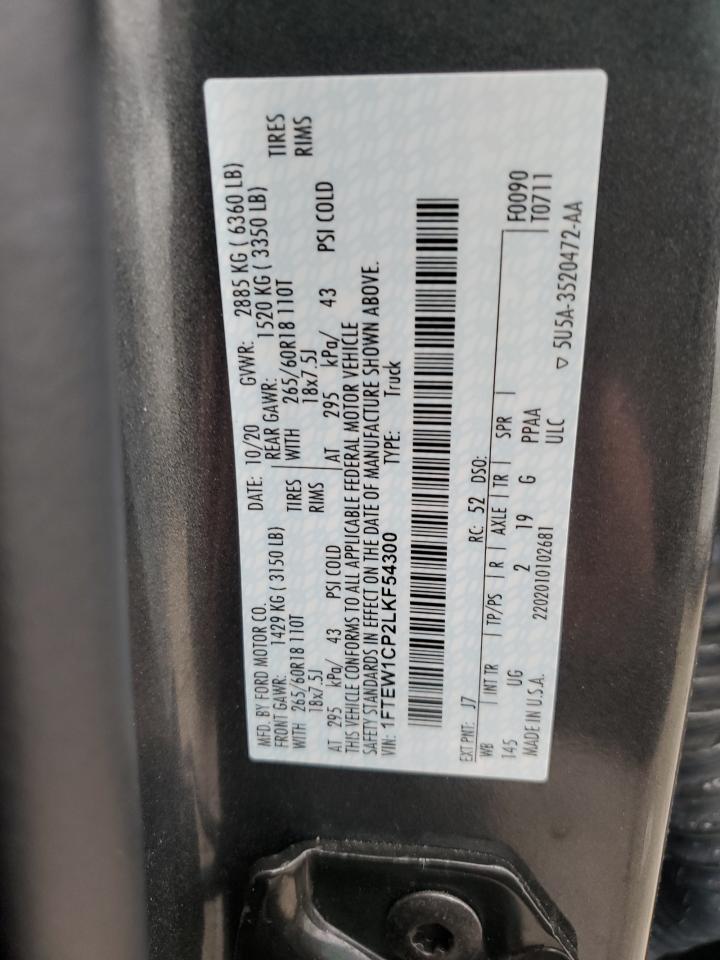 MFD. BY FORD MOTOR CO. DATE: 10/20 GVWR: 2885 KG ( 6360 LB)
FRONT GAWR: 1429 KG ( 3150 LB) REAR GAWR: 1520 KG ( 3350 LB)
WITH 265/60R18 110T TIRES WITH 265/60R18 110T TIRES
18x7.5J RIMS 18x7.5J RIMS
AT 295 kPa/ 43 PSI COLD AT 295 kPa/ 43 PSI COLD
THIS VEHICLE CONFORMS TO ALL APPLICABLE FEDERAL MOTOR VEHICLE
SAFETY STANDARDS IN EFFECT ON THE DATE OF MANUFACTURE SHOWN ABOVE.
VIN: 1FTEW1CP2LKF54300 TYPE: Truck
EXT PNT: J7 RC: 52 DSO:
WB INT TR TP/PS R AXLE TR SPR F0090
145 UG 2 19 G PPAA T0711
ULC
MADE IN U.S.A. 2202010102681 ▽ 5U5A-3520472-AA